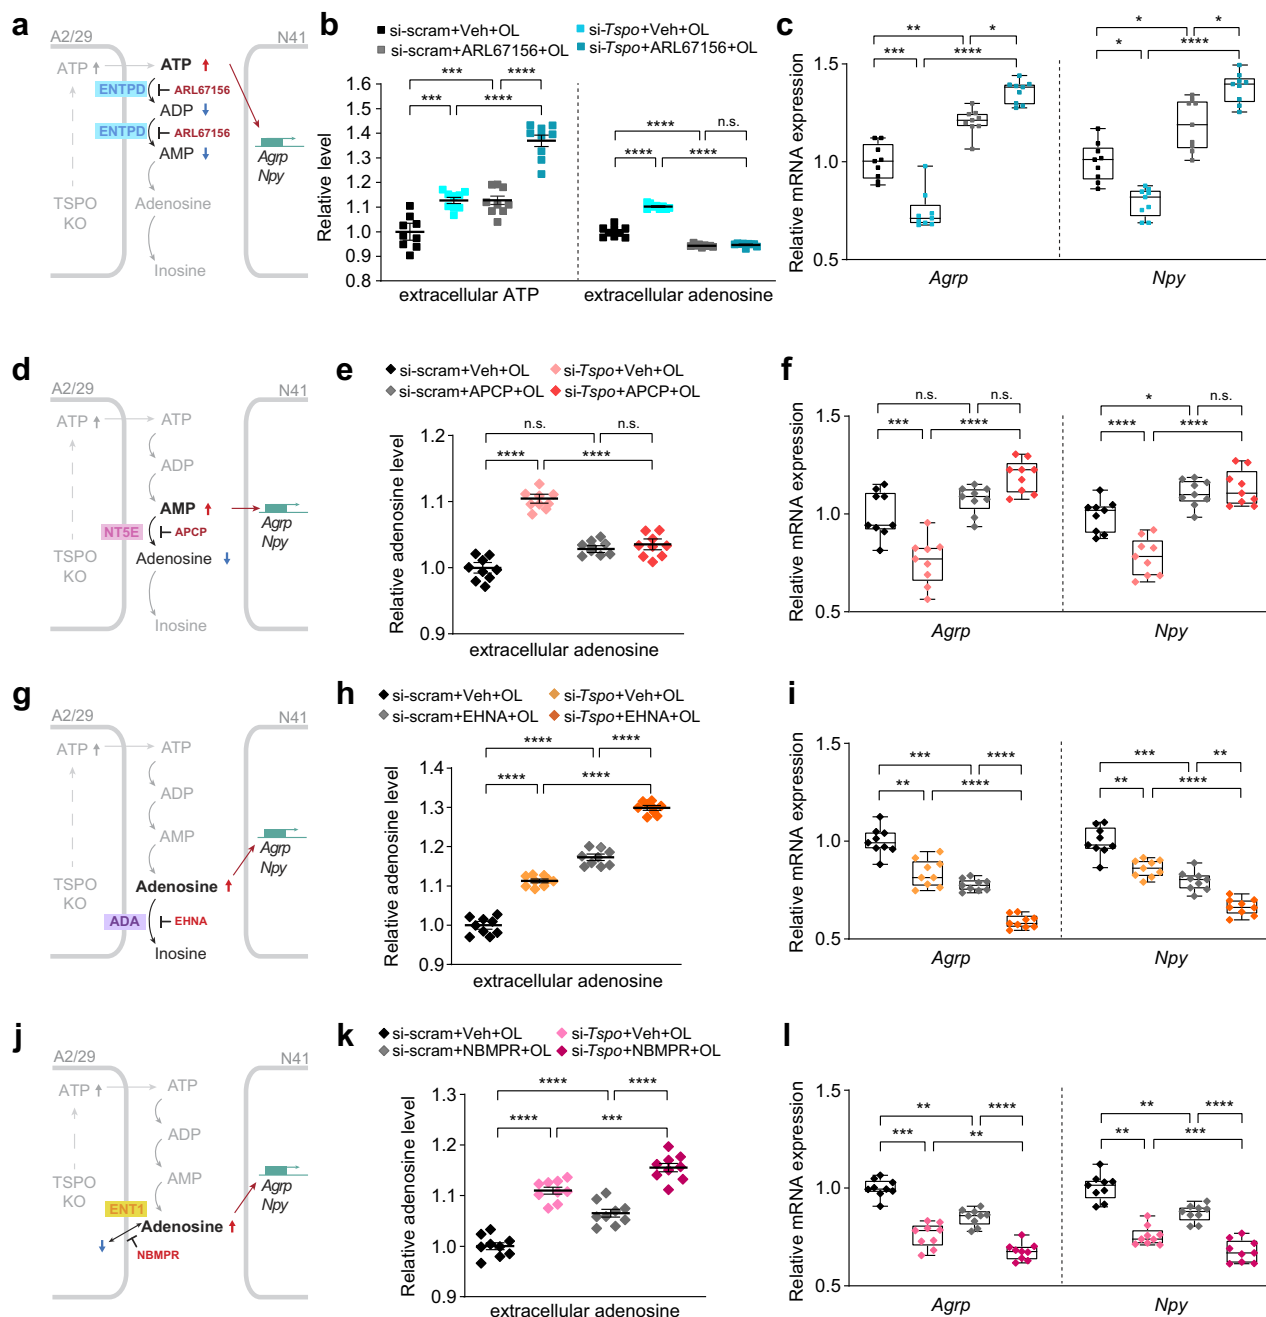 a
A2/29
N41
ATP
ATP
ENTPD
ARL67156
ADP
ENTPD
ARL67156
AMP
Agrp
Npy
TSPO
KO
Adenosine
Inosine
b
si-scram+Veh+OL
si-Tspo+Veh+OL
si-scram+ARL67156+OL
si-Tspo+ARL67156+OL
Relative level
1.6
1.5
1.4
1.3
1.2
1.1
1.0
0.9
0.8
*** ****
*** ****
**** n.s.
**** ****
extracellular ATP
extracellular adenosine
c
Relative mRNA expression
1.5
1.0
0.5
** *
*** ****
* *
* ****
Agrp
Npy
d
A2/29
N41
ATP
ATP
ADP
AMP
Agrp
Npy
NT5E
APCP
TSPO
KO
Adenosine
Inosine
e
si-scram+Veh+OL
si-Tspo+Veh+OL
si-scram+APCP+OL
si-Tspo+APCP+OL
Relative adenosine level
1.2
1.1
1.0
0.9
n.s. n.s.
**** ****
extracellular adenosine
f
Relative mRNA expression
1.5
1.0
0.5
n.s. n.s.
*** ****
* n.s.
**** ****
Agrp
Npy
g
A2/29
N41
ATP
ATP
ADP
AMP
Agrp
Npy
TSPO
KO
Adenosine
ADA
EHNA
Inosine
h
si-scram+Veh+OL
si-Tspo+Veh+OL
si-scram+EHNA+OL
si-Tspo+EHNA+OL
Relative adenosine level
1.4
1.3
1.2
1.1
1.0
0.9
**** ****
**** ****
extracellular adenosine
i
Relative mRNA expression
1.5
1.0
0.5
*** ****
** ****
*** **
** ****
Agrp
Npy
j
A2/29
N41
ATP
ATP
ADP
AMP
Agrp
Npy
TSPO
KO
ENT1
Adenosine
NBMPR
k
si-scram+Veh+OL
si-Tspo+Veh+OL
si-scram+NBMPR+OL
si-Tspo+NBMPR+OL
Relative adenosine level
1.3
1.2
1.1
1.0
0.9
**** ****
**** ***
extracellular adenosine
l
Relative mRNA expression
1.5
1.0
0.5
** ****
*** **
** ****
** ***
Agrp
Npy